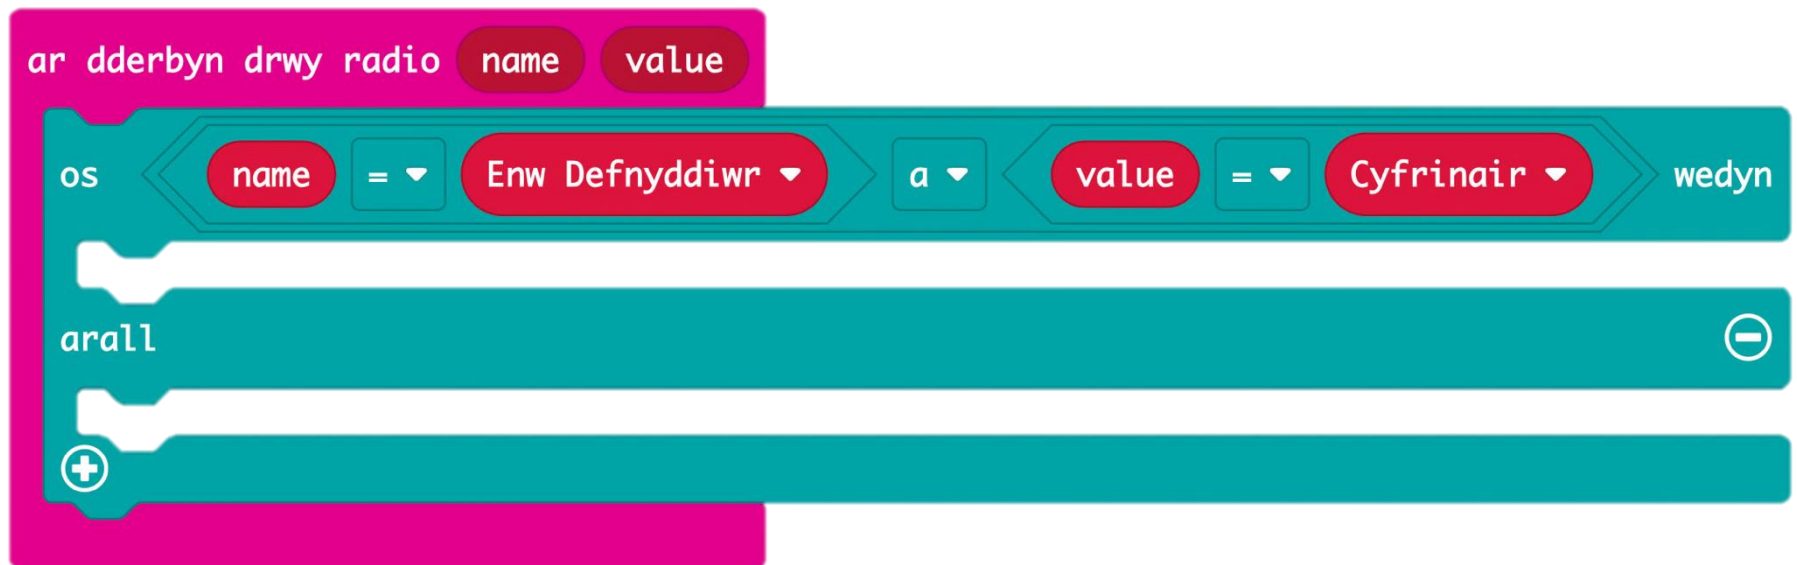 ar dderbyn drwy radio name value
os name = Enw Defnyddiwr a value = Cyfrinair wedyn
arall